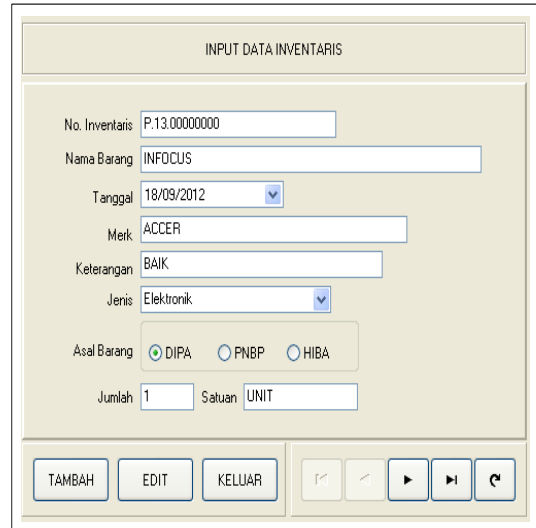 INPUT DATA INVENTARIS
No. Inventaris P.13.00000000
Nama Barang INFOCUS
Tanggal 18/09/2012
Merk ACCER
Keterangan BAIK
Jenis Elektronik
Asal Barang DIPA PNBP HIBA
Jumlah 1 Satuan UNIT
TAMBAH EDIT KELUAR